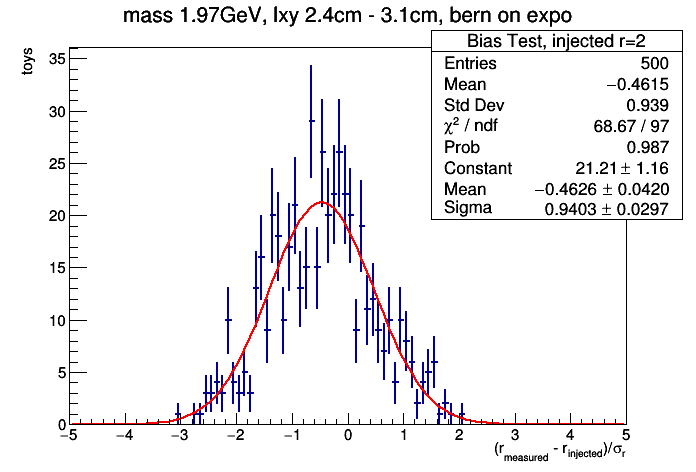 mass 1.97GeV, lxy 2.4cm - 3.1cm, bern on expo
Bias Test, injected r=2
Entries 500
Mean −0.4615
Std Dev 0.939
χ² / ndf 68.67 / 97
Prob 0.987
Constant 21.21 ± 1.16
Mean −0.4626 ± 0.0420
Sigma 0.9403 ± 0.0297
toys
35
30
25
20
15
10
5
0
−5 −4 −3 −2 −1 0 1 2 3 4 5
(r_measured - r_injected)/σ_r